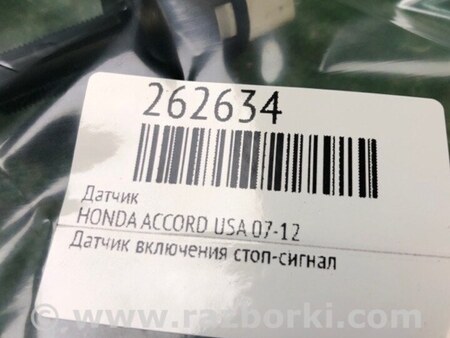 262634
Датчик
HONDA ACCORD USA 07-12
Датчик включения стоп-сигнал
www.razborki.com